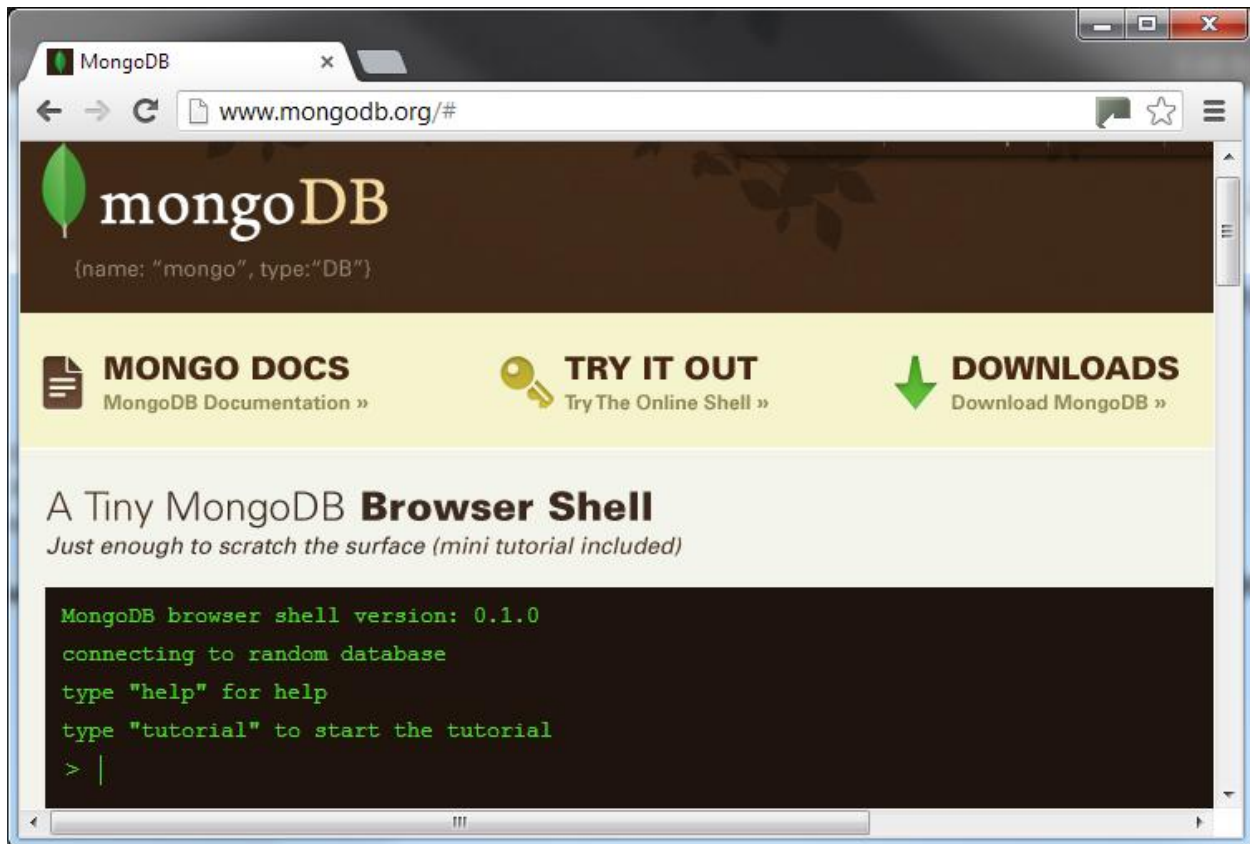 MongoDB
www.mongodb.org/#
mongoDB
{name: “mongo”, type:“DB”}
MONGO DOCS
MongoDB Documentation »
TRY IT OUT
Try The Online Shell »
DOWNLOADS
Download MongoDB »
A Tiny MongoDB Browser Shell
Just enough to scratch the surface (mini tutorial included)
MongoDB browser shell version: 0.1.0
connecting to random database
type "help" for help
type "tutorial" to start the tutorial
>